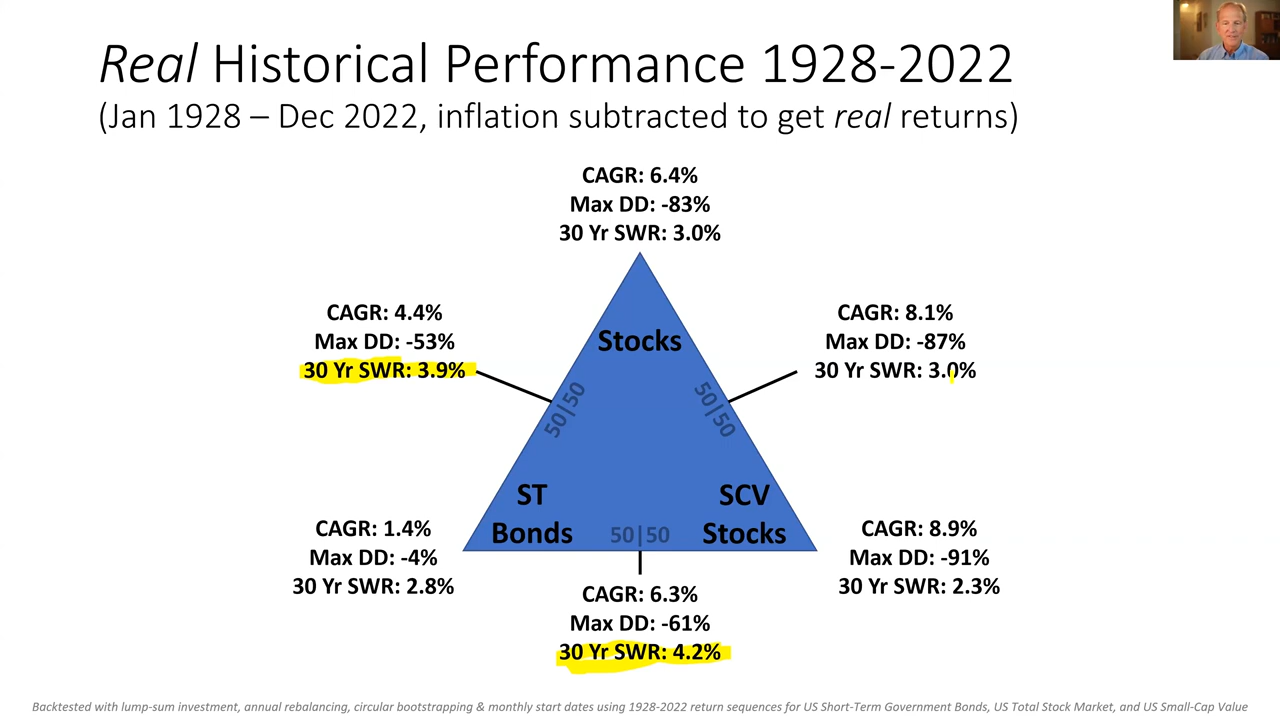 Real Historical Performance 1928-2022
(Jan 1928 – Dec 2022, inflation subtracted to get real returns)
CAGR: 6.4%
Max DD: -83%
30 Yr SWR: 3.0%
CAGR: 4.4%
Max DD: -53%
30 Yr SWR: 3.9%
CAGR: 8.1%
Max DD: -87%
30 Yr SWR: 3.0%
Stocks
50|50
50|50
ST
Bonds
50|50
SCV
Stocks
CAGR: 1.4%
Max DD: -4%
30 Yr SWR: 2.8%
CAGR: 8.9%
Max DD: -91%
30 Yr SWR: 2.3%
CAGR: 6.3%
Max DD: -61%
30 Yr SWR: 4.2%
Backtested with lump-sum investment, annual rebalancing, circular bootstrapping & monthly start dates using 1928-2022 return sequences for US Short-Term Government Bonds, US Total Stock Market, and US Small-Cap Value